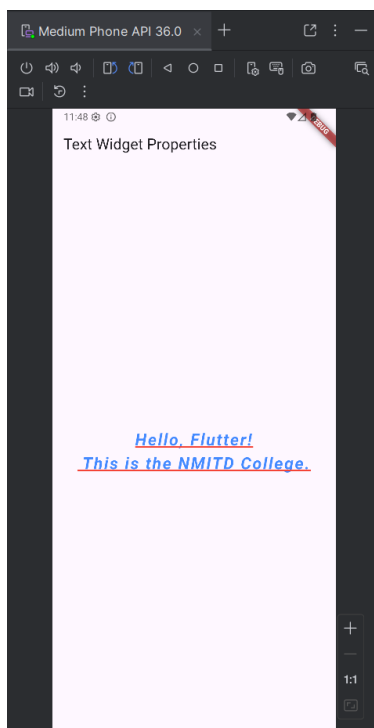 Medium Phone API 36.0
11:48
DEBUG
Text Widget Properties
Hello, Flutter!
This is the NMITD College.
1:1